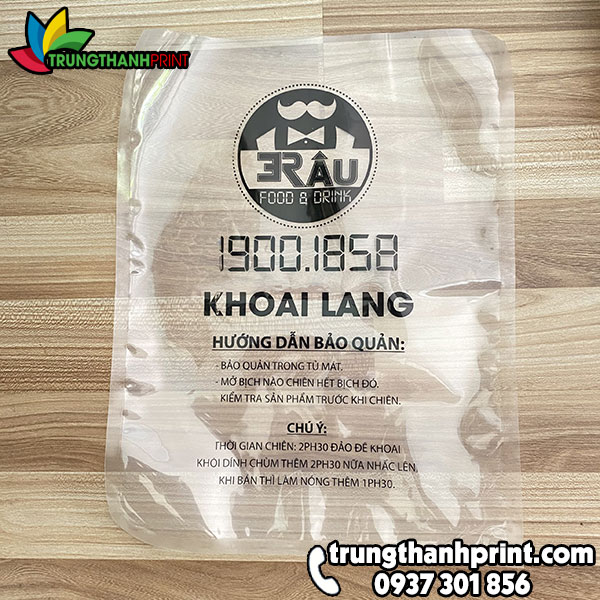 TRUNGTHANHPRINT
3RÂU
FOOD & DRINK
1900.1858
KHOAI LANG
HƯỚNG DẪN BẢO QUẢN:
- BẢO QUẢN TRONG TỦ MÁT.
- MỞ BỊCH NÀO CHIÊN HẾT BỊCH ĐÓ.
KIỂM TRA SẢN PHẨM TRƯỚC KHI CHIÊN.
CHÚ Ý:
THỜI GIAN CHIÊN: 2PH30 ĐẢO ĐỂ KHOAI
KHỎI DÍNH CHÙM THÊM 2PH30 NỮA NHẤC LÊN.
KHI BÁN THÌ LÀM NÓNG THÊM 1PH30.
trungthanhprint.com
0937 301 856